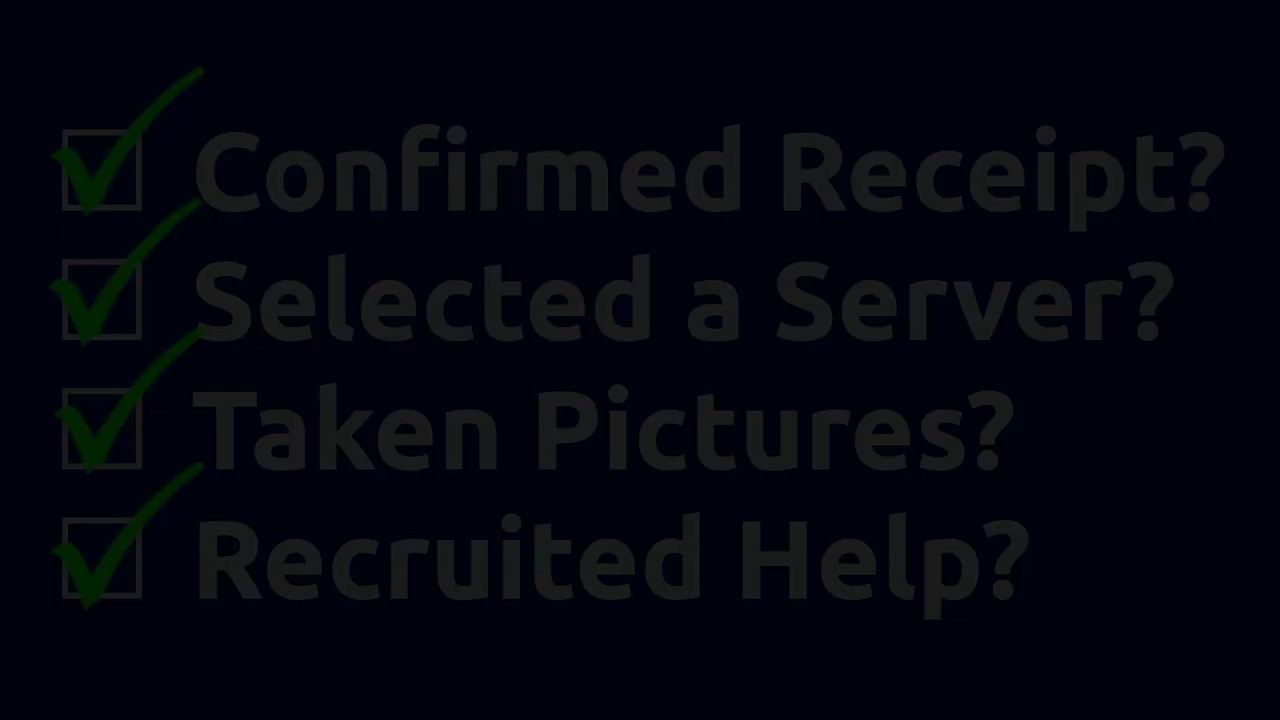 Confirmed Receipt?
Selected a Server?
Taken Pictures?
Recruited Help?